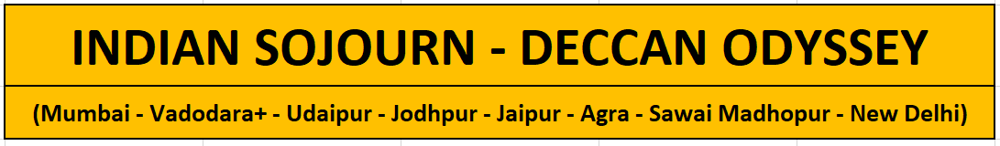 INDIAN SOJOURN - DECCAN ODYSSEY
(Mumbai - Vadodara+ - Udaipur - Jodhpur - Jaipur - Agra - Sawai Madhopur - New Delhi)